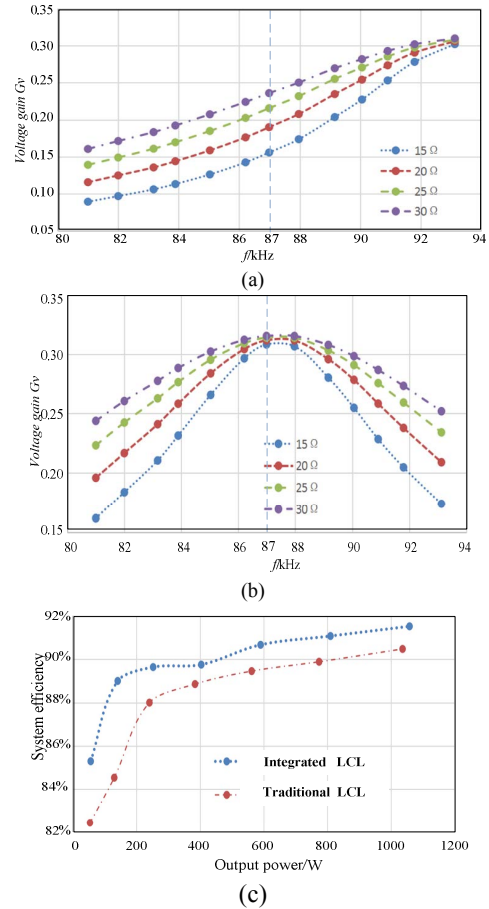 0.35
0.30
0.25
0.20
0.15
0.10
0.05
Voltage gain Gv
15 Ω
20 Ω
25 Ω
30 Ω
80 82 84 86 87 88 90 92 94
f/kHz
(a)
0.35
0.30
0.25
0.20
0.15
Voltage gain Gv
15 Ω
20 Ω
25 Ω
30 Ω
80 82 84 86 87 88 90 92 94
f/kHz
(b)
92%
90%
88%
86%
84%
82%
System efficiency
Integrated LCL
Traditional LCL
0 200 400 600 800 1000 1200
Output power/W
(c)